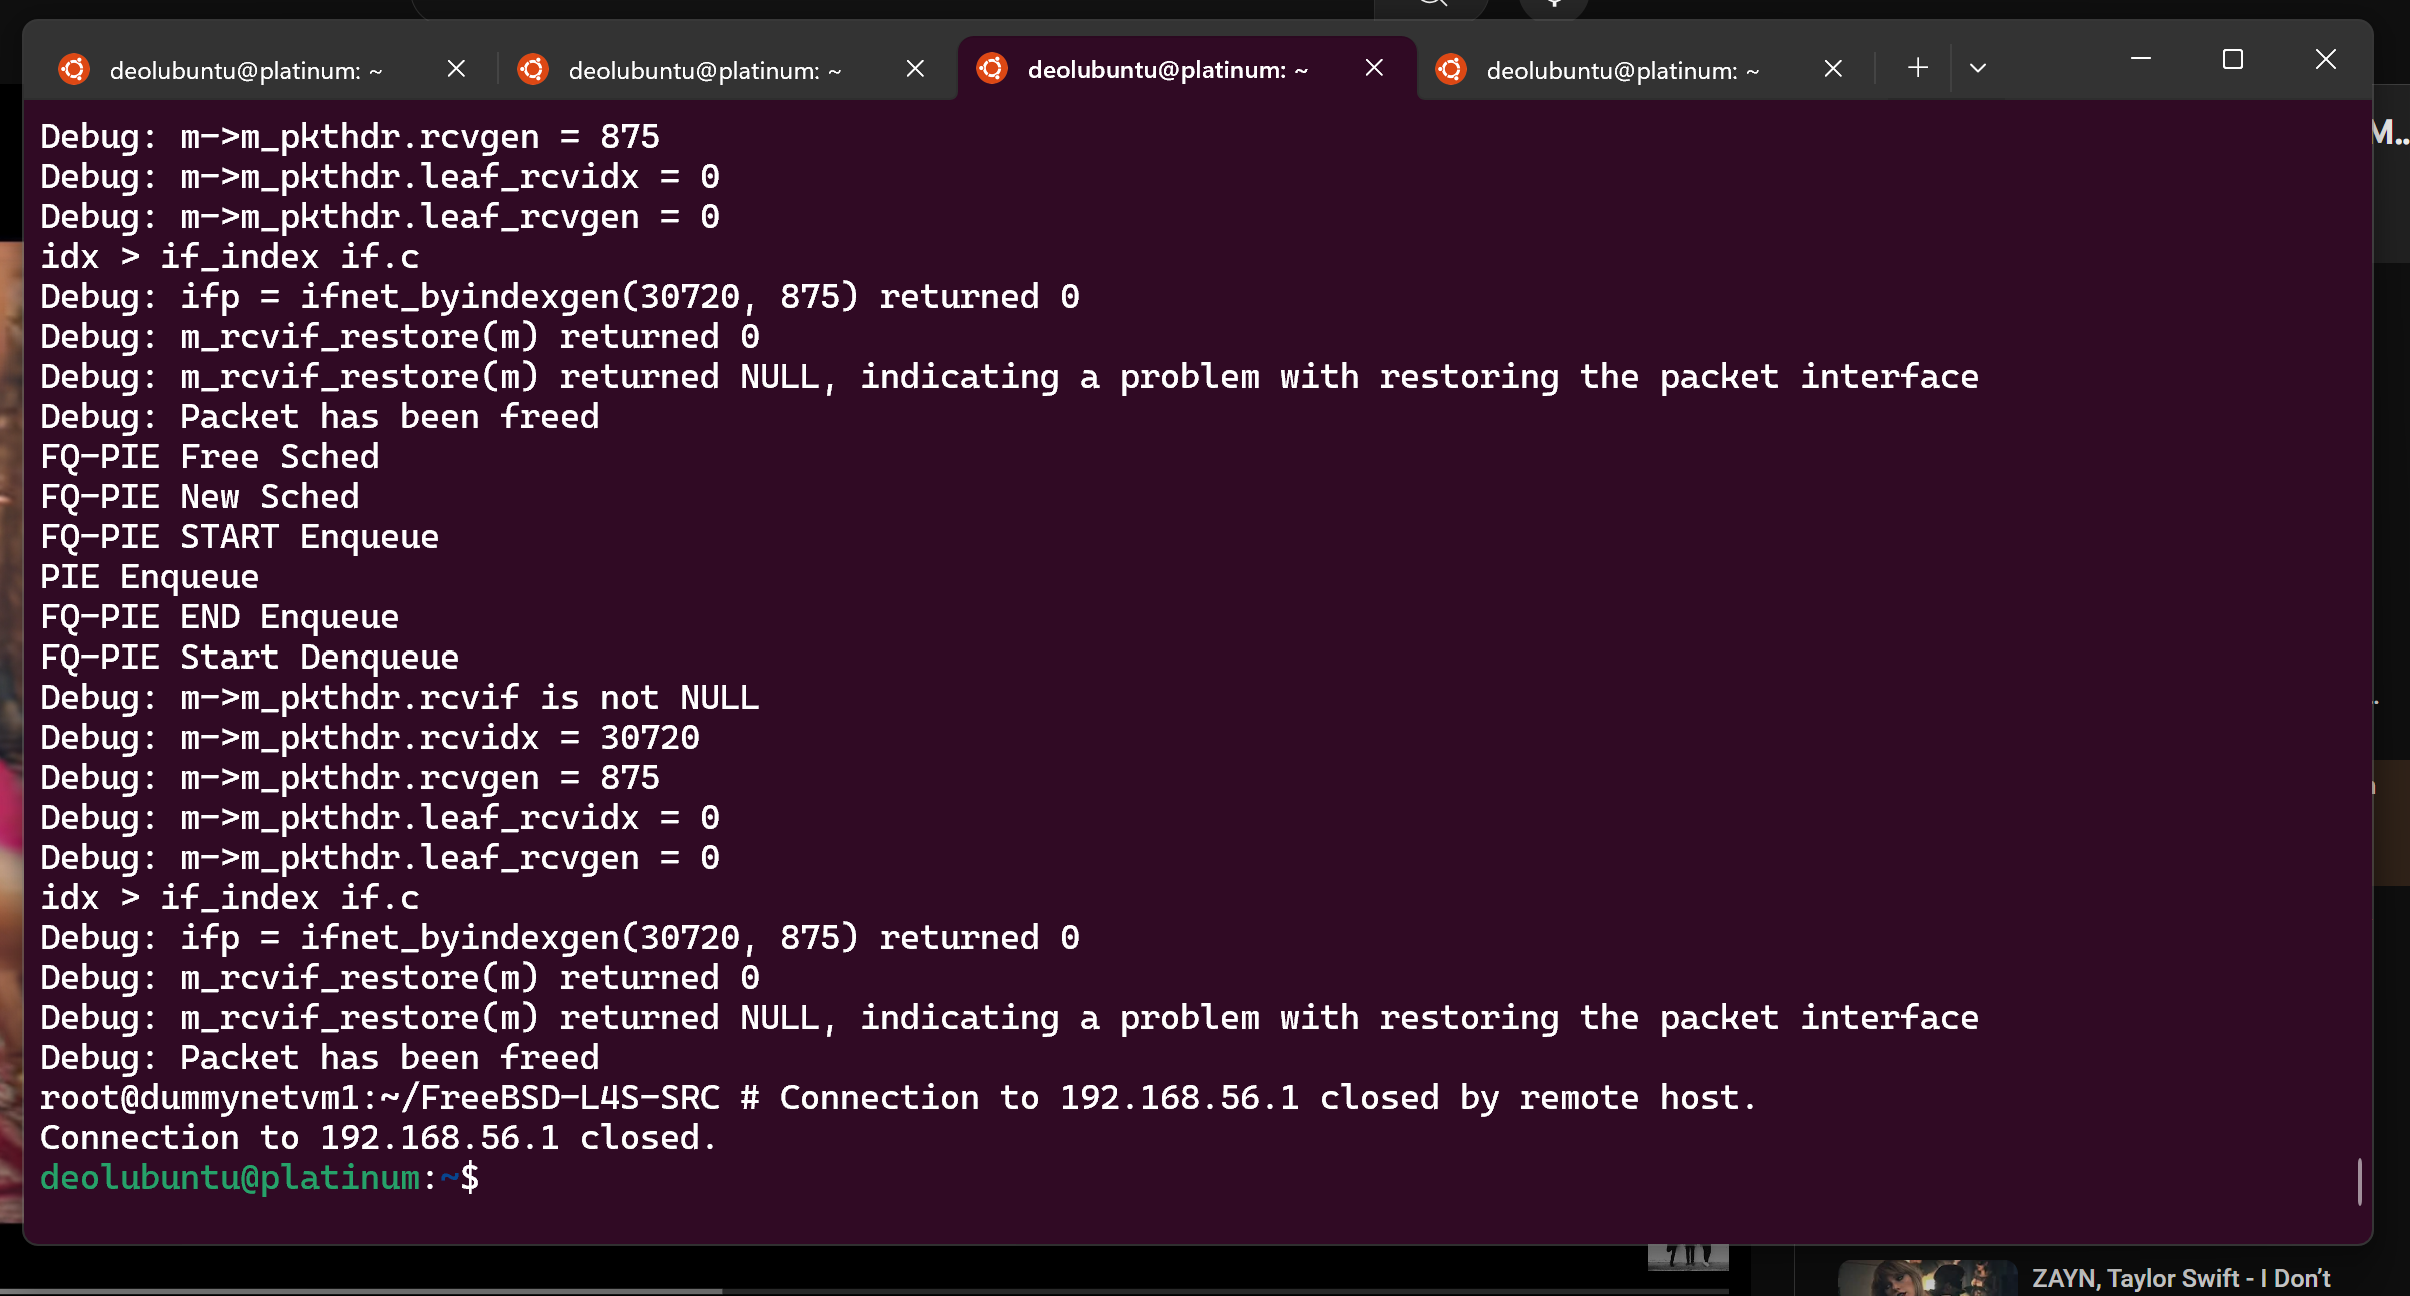 deolubuntu@platinum: ~
deolubuntu@platinum: ~
deolubuntu@platinum: ~
deolubuntu@platinum: ~
Debug: m->m_pkthdr.rcvgen = 875
Debug: m->m_pkthdr.leaf_rcvidx = 0
Debug: m->m_pkthdr.leaf_rcvgen = 0
idx > if_index if.c
Debug: ifp = ifnet_byindexgen(30720, 875) returned 0
Debug: m_rcvif_restore(m) returned 0
Debug: m_rcvif_restore(m) returned NULL, indicating a problem with restoring the packet interface
Debug: Packet has been freed
FQ-PIE Free Sched
FQ-PIE New Sched
FQ-PIE START Enqueue
PIE Enqueue
FQ-PIE END Enqueue
FQ-PIE Start Denqueue
Debug: m->m_pkthdr.rcvif is not NULL
Debug: m->m_pkthdr.rcvidx = 30720
Debug: m->m_pkthdr.rcvgen = 875
Debug: m->m_pkthdr.leaf_rcvidx = 0
Debug: m->m_pkthdr.leaf_rcvgen = 0
idx > if_index if.c
Debug: ifp = ifnet_byindexgen(30720, 875) returned 0
Debug: m_rcvif_restore(m) returned 0
Debug: m_rcvif_restore(m) returned NULL, indicating a problem with restoring the packet interface
Debug: Packet has been freed
root@dummynetvm1:~/FreeBSD-L4S-SRC # Connection to 192.168.56.1 closed by remote host.
Connection to 192.168.56.1 closed.
deolubuntu@platinum:~$
M...
ZAYN, Taylor Swift - I Don’t